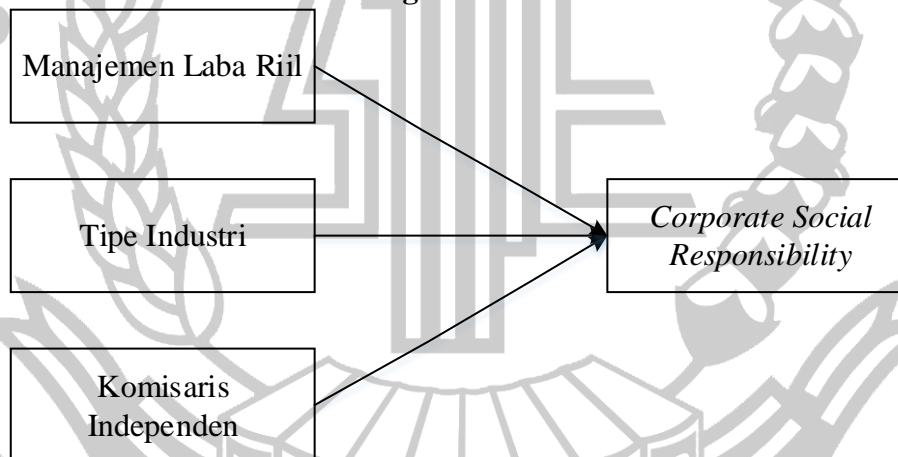 Manajemen Laba Riil
Tipe Industri
Corporate Social
Responsibility
Komisaris
Independen